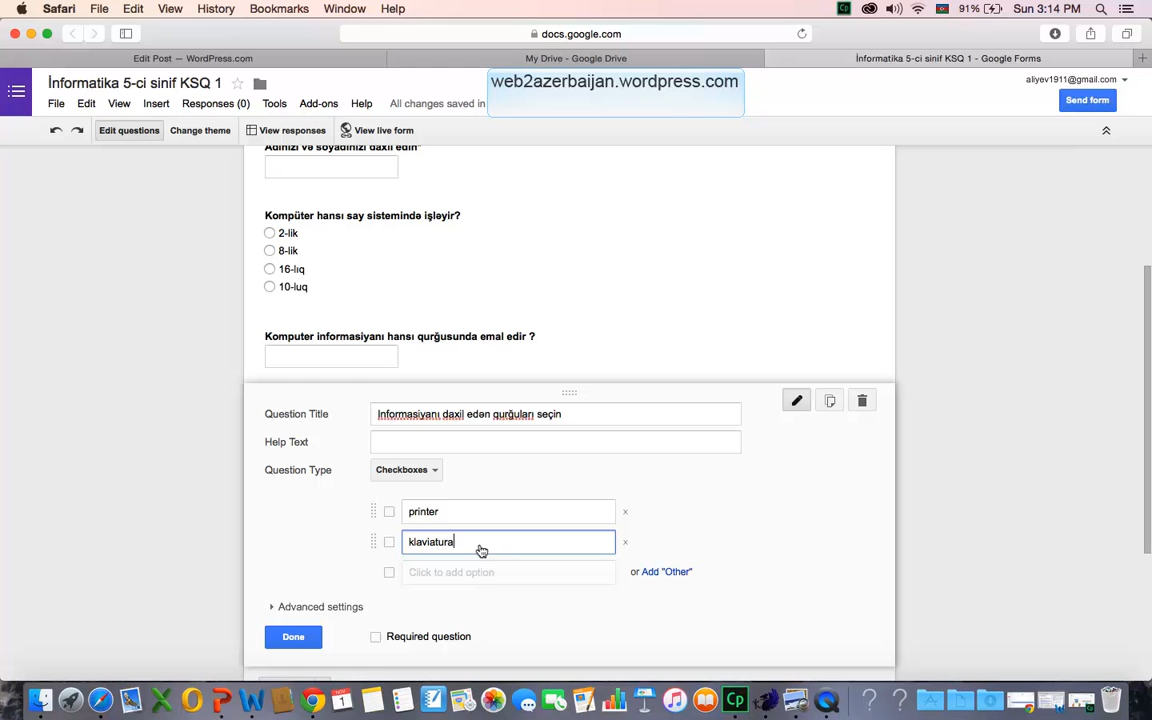 Safari File Edit View History Bookmarks Window Help 91% Sun 3:14 PM
docs.google.com
Edit Post — WordPress.com My Drive - Google Drive İnformatika 5-ci sinif KSQ 1 - Google Forms
İnformatika 5-ci sinif KSQ 1
web2azerbaijan.wordpress.com
aliyev1911@gmail.com
File Edit View Insert Responses (0) Tools Add-ons Help All changes saved in
Send form
Edit questions Change theme View responses View live form
Adınızı və soyadınızı daxil edin*
Kompüter hansı say sistemində işləyir?
2-lik
8-lik
16-lıq
10-luq
Komputer informasiyanı hansı qurğusunda emal edir ?
Question Title Informasiyanı daxil edən qurğuları seçin
Help Text
Question Type Checkboxes
printer x
klaviatura x
Click to add option or Add "Other"
Advanced settings
Done Required question